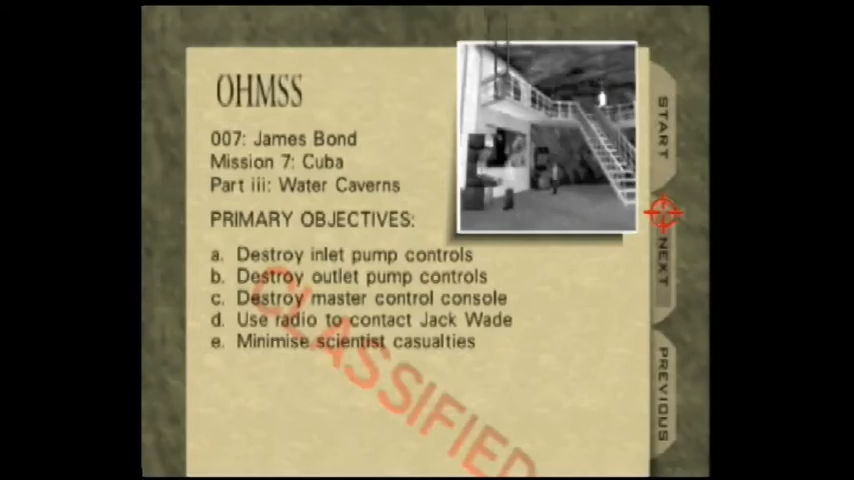 OHMSS
007: James Bond
Mission 7: Cuba
Part iii: Water Caverns
PRIMARY OBJECTIVES:
a. Destroy inlet pump controls
b. Destroy outlet pump controls
c. Destroy master control console
d. Use radio to contact Jack Wade
e. Minimise scientist casualties
CLASSIFIED
START
NEXT
PREVIOUS